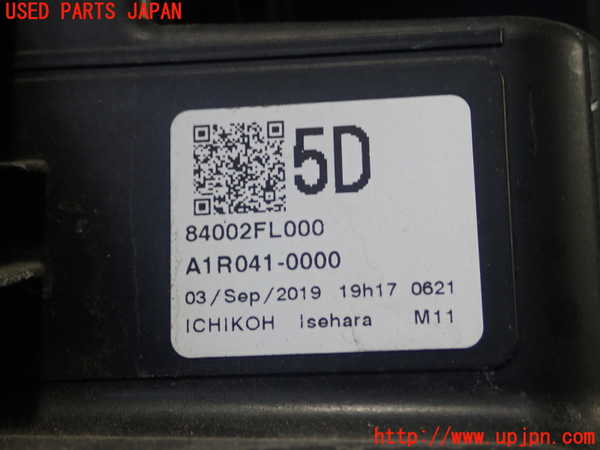 USED PARTS JAPAN
5D
84002FL000
A1R041-0000
03/Sep/2019 19h17 0621
ICHIKOH Isehara M11
UPJ
http://www.upjpn.com/